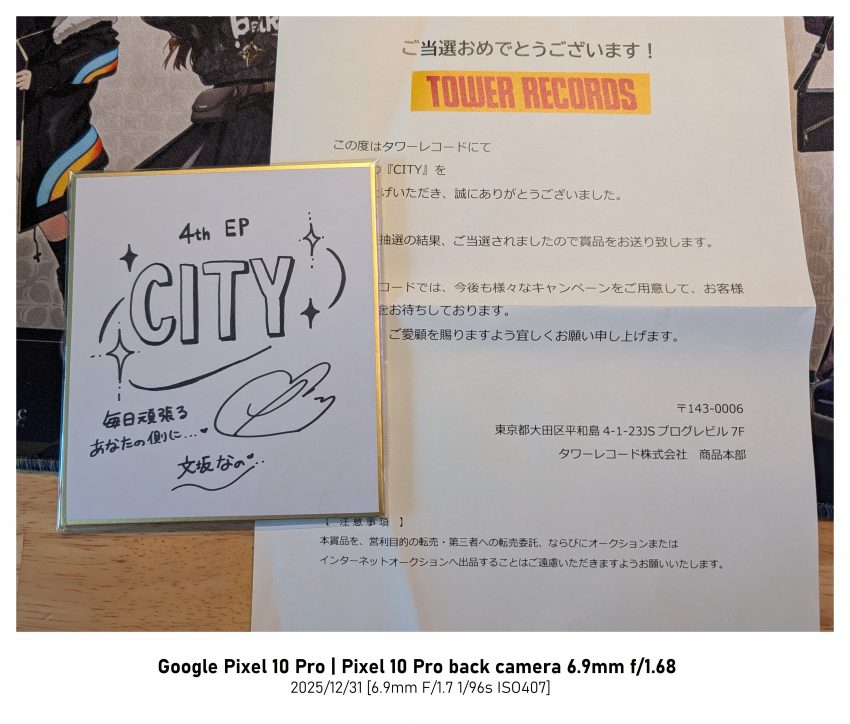 ご当選おめでとうございます！
TOWER RECORDS
この度はタワーレコードにて
『CITY』を
げいただき、誠にありがとうございました。
抽選の結果、ご当選されましたので賞品をお送り致します。
コードでは、今後も様々なキャンペーンをご用意して、お客様
をお待ちしております。
ご愛顧を賜りますよう宜しくお願い申し上げます。
〒143-0006
東京都大田区平和島 4-1-23JS プログレビル 7F
タワーレコード株式会社　商品本部
【 注意事項 】
本賞品を、営利目的の転売・第三者への転売委託、ならびにオークションまたは
インターネットオークションへ出品することはご遠慮いただきますようお願いいたします。
4th EP
CITY
毎日頑張る
あなたの側に...♥
文坂なの♥
Google Pixel 10 Pro | Pixel 10 Pro back camera 6.9mm f/1.68
2025/12/31 [6.9mm F/1.7 1/96s ISO407]